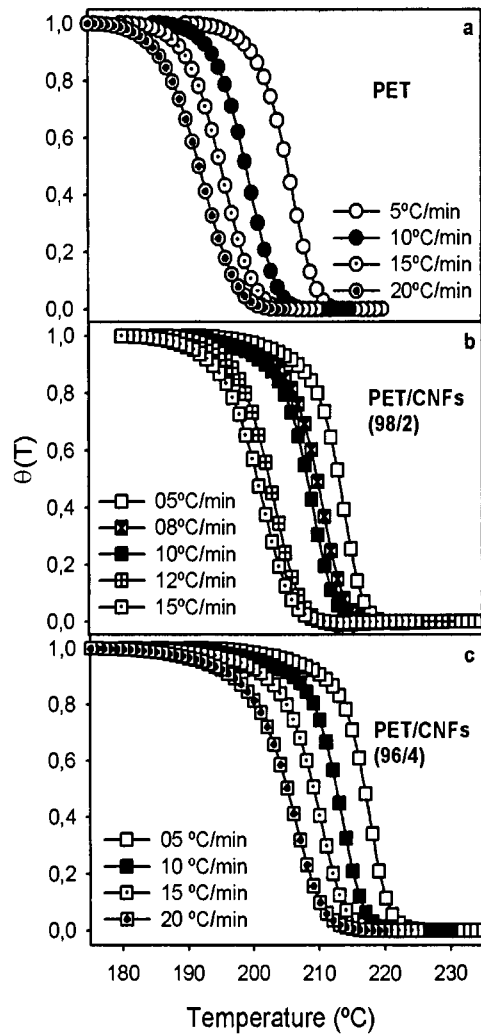 1,0
0,8
0,6
0,4
0,2
0,0
a
PET
5ºC/min
10ºC/min
15ºC/min
20ºC/min
1,0
0,8
0,6
0,4
0,2
0,0
b
PET/CNFs
(98/2)
05ºC/min
08ºC/min
10ºC/min
12ºC/min
15ºC/min
θ(T)
1,0
0,8
0,6
0,4
0,2
0,0
c
PET/CNFs
(96/4)
05 ºC/min
10 ºC/min
15 ºC/min
20 ºC/min
180 190 200 210 220 230
Temperature (ºC)